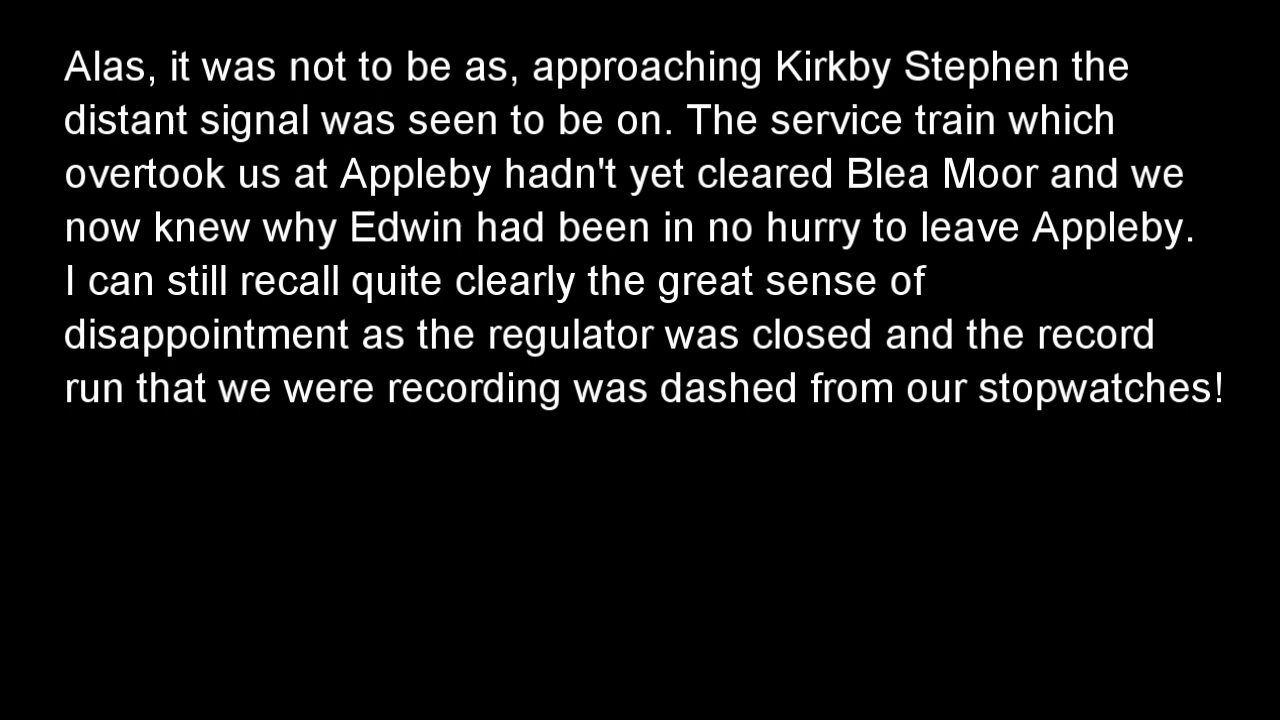 Alas, it was not to be as, approaching Kirkby Stephen the
distant signal was seen to be on. The service train which
overtook us at Appleby hadn't yet cleared Blea Moor and we
now knew why Edwin had been in no hurry to leave Appleby.
I can still recall quite clearly the great sense of
disappointment as the regulator was closed and the record
run that we were recording was dashed from our stopwatches!